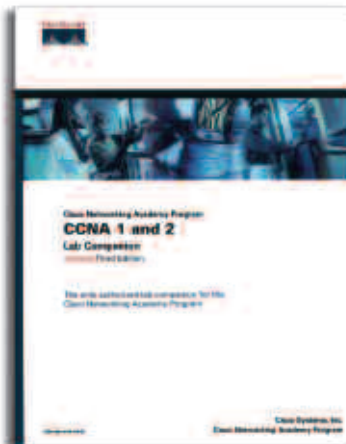 Cisco Networking Academy Program
CCNA 1 and 2
Lab Companion
Third Edition
The only authorized lab companion for the
Cisco Networking Academy Program
Cisco Systems, Inc.
Cisco Networking Academy Program